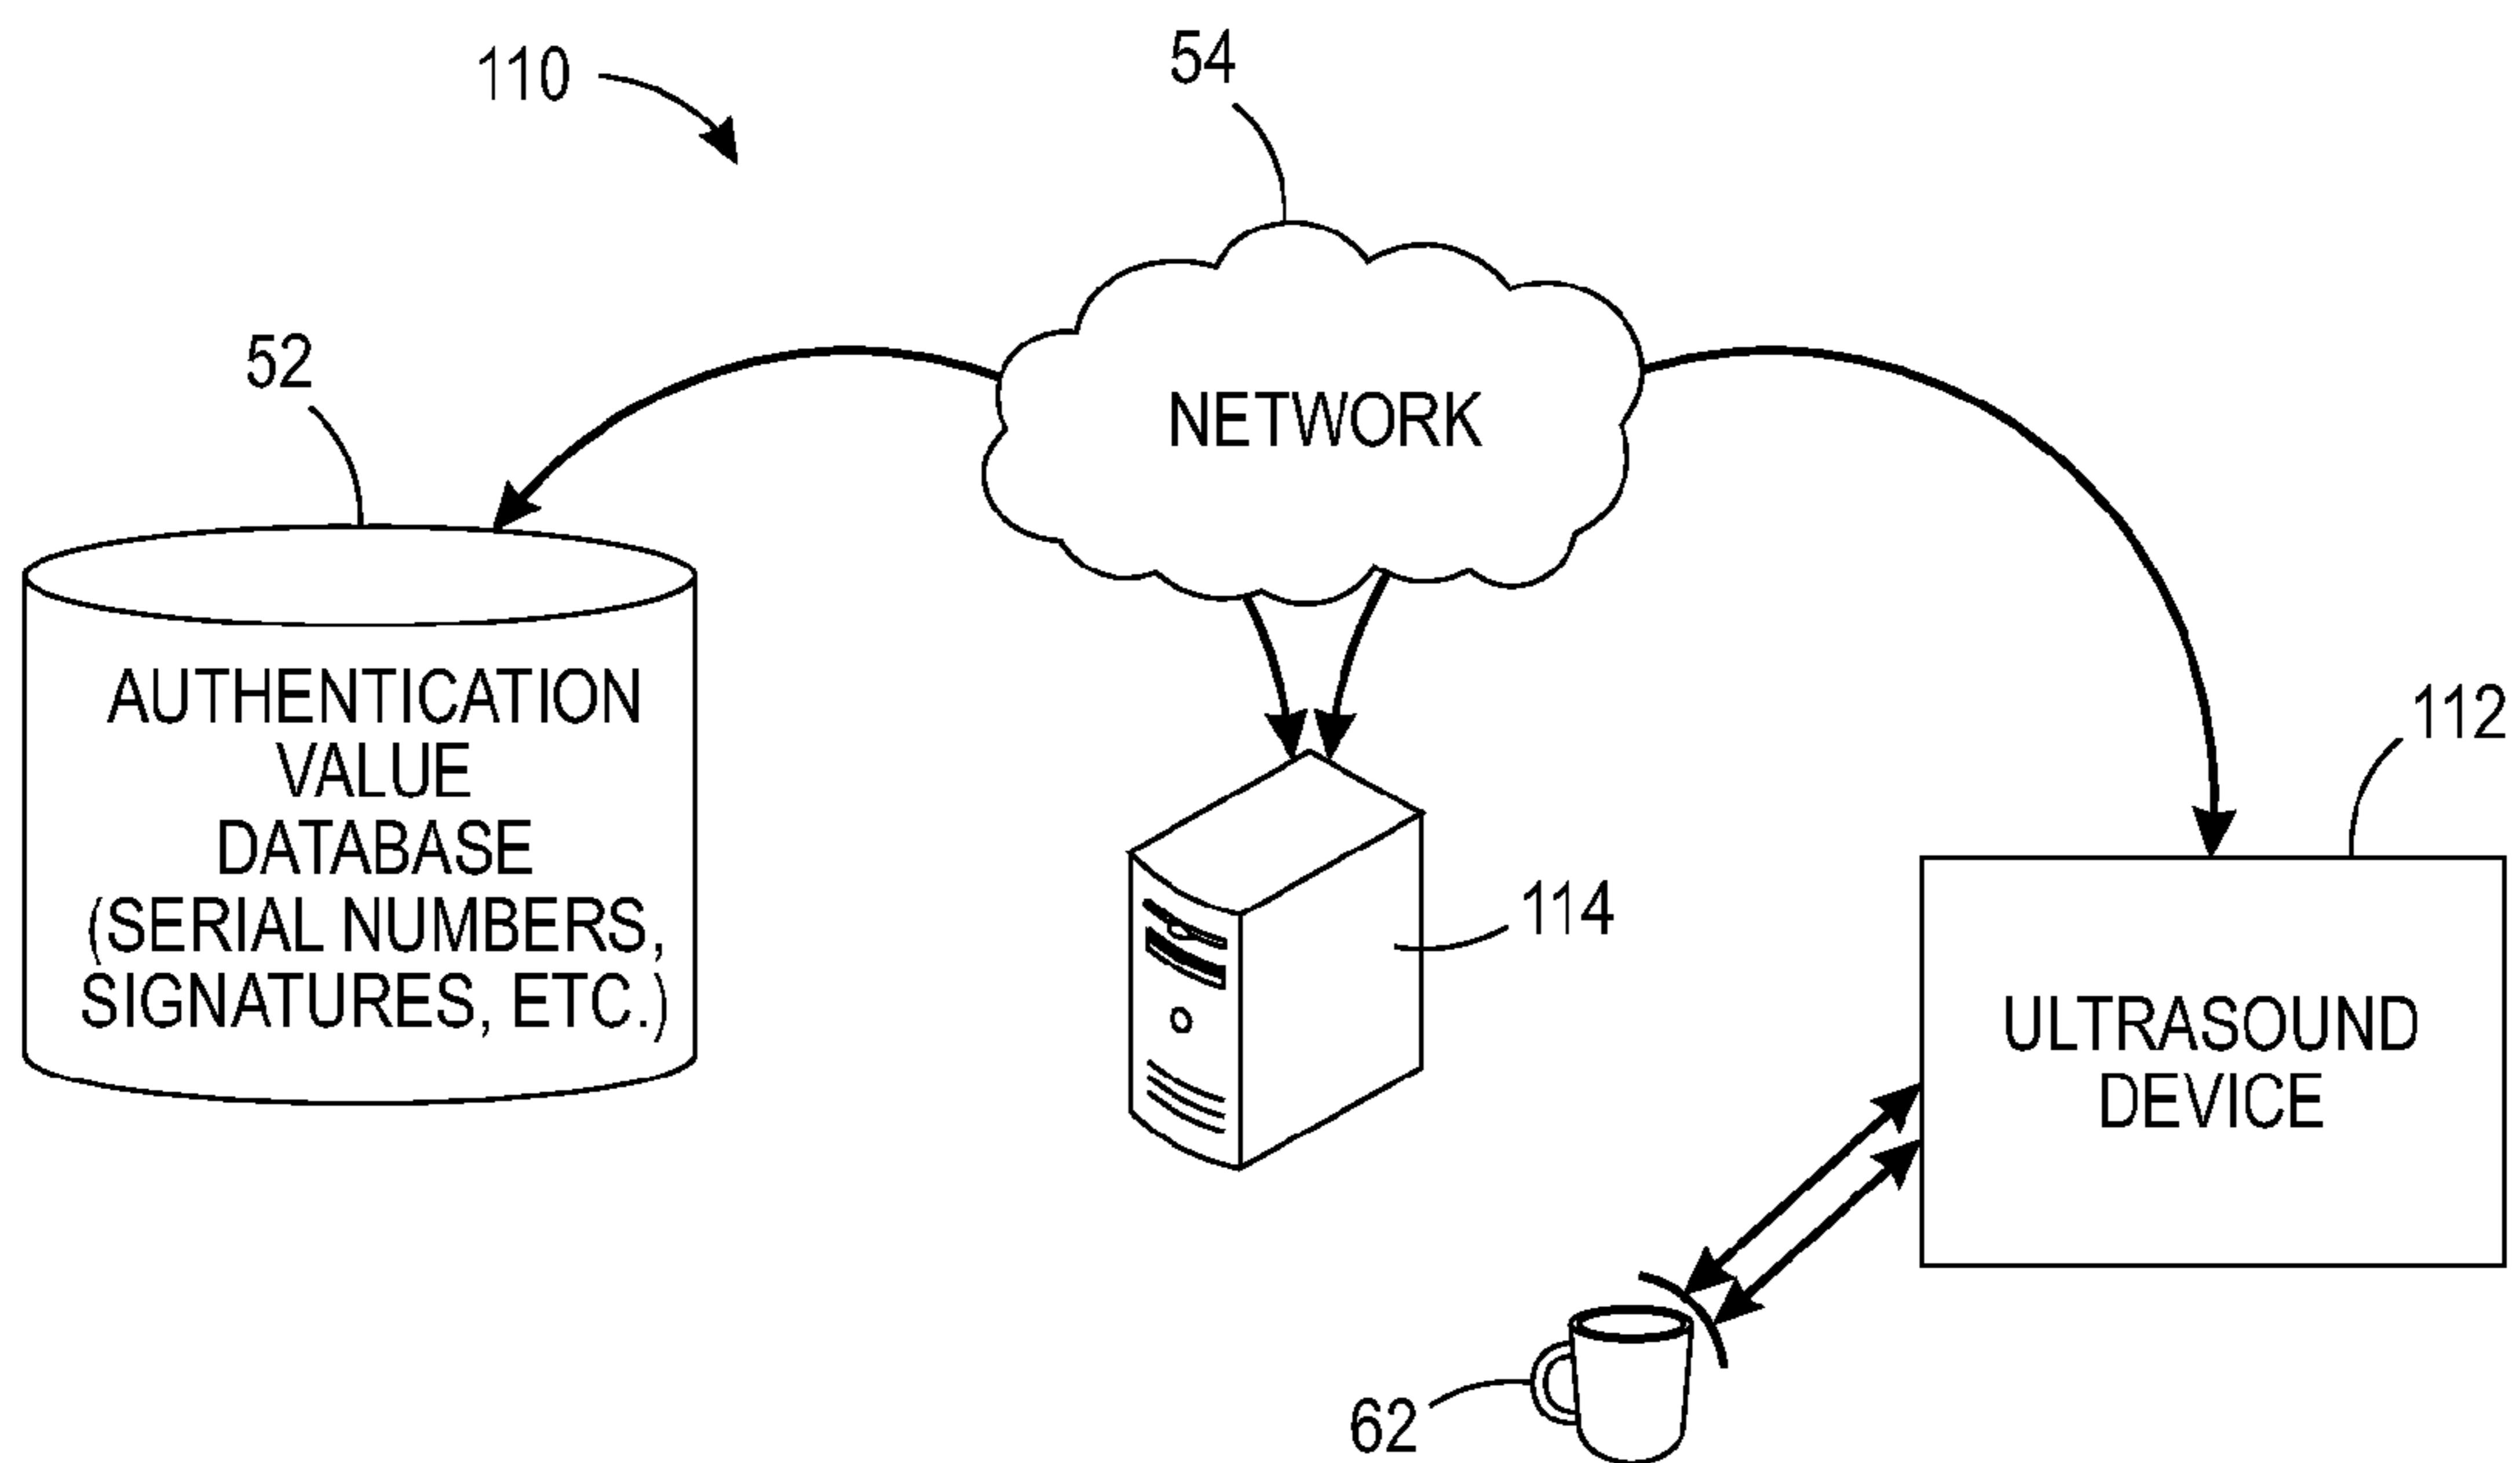 110
54
52
NETWORK
AUTHENTICATION
VALUE
DATABASE
(SERIAL NUMBERS,
SIGNATURES, ETC.)
112
114
ULTRASOUND
DEVICE
62